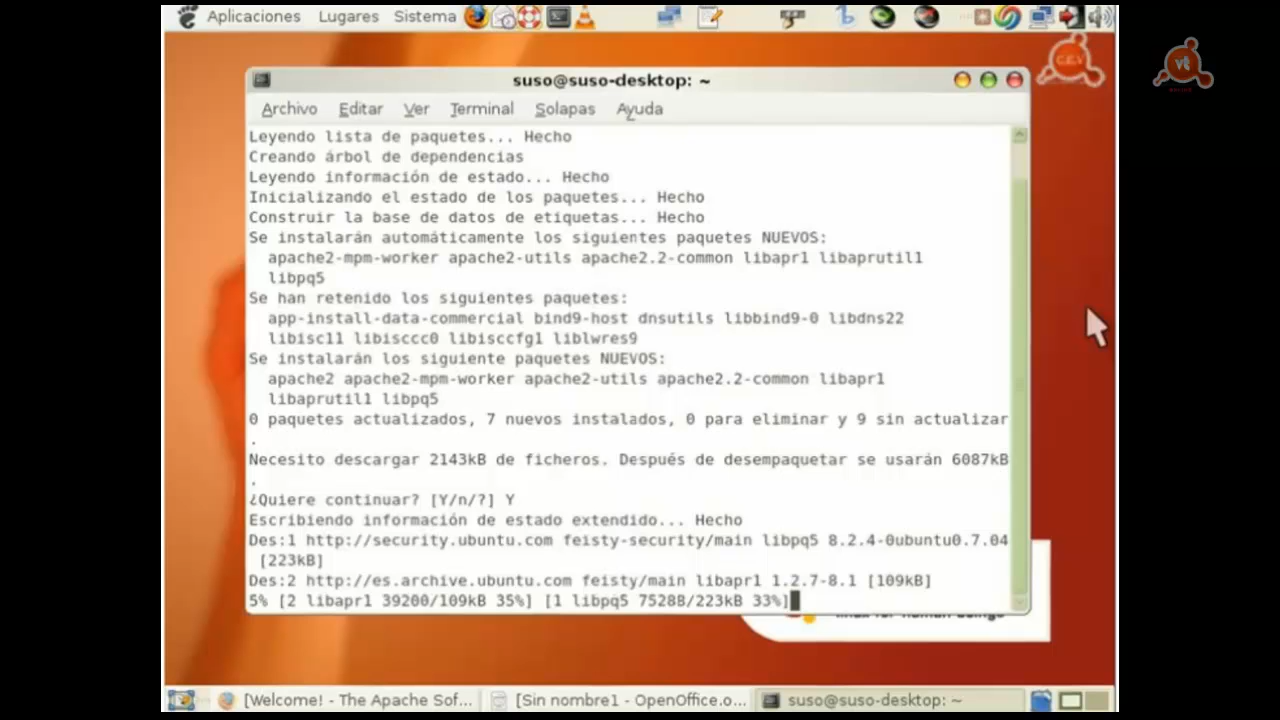 Aplicaciones Lugares Sistema
C.E.V
vt
suso@suso-desktop: ~
Archivo Editar Ver Terminal Solapas Ayuda
Leyendo lista de paquetes... Hecho
Creando árbol de dependencias
Leyendo información de estado... Hecho
Inicializando el estado de los paquetes... Hecho
Construir la base de datos de etiquetas... Hecho
Se instalarán automáticamente los siguientes paquetes NUEVOS:
apache2-mpm-worker apache2-utils apache2.2-common libapr1 libaprutil1
libpq5
Se han retenido los siguientes paquetes:
app-install-data-commercial bind9-host dnsutils libbind9-0 libdns22
libisc11 libisccc0 libisccfg1 liblwres9
Se instalarán los siguiente paquetes NUEVOS:
apache2 apache2-mpm-worker apache2-utils apache2.2-common libapr1
libaprutil1 libpq5
0 paquetes actualizados, 7 nuevos instalados, 0 para eliminar y 9 sin actualizar
.
Necesito descargar 2143kB de ficheros. Después de desempaquetar se usarán 6087kB
.
¿Quiere continuar? [Y/n/?] Y
Escribiendo información de estado extendido... Hecho
Des:1 http://security.ubuntu.com feisty-security/main libpq5 8.2.4-0ubuntu0.7.04
[223kB]
Des:2 http://es.archive.ubuntu.com feisty/main libapr1 1.2.7-8.1 [109kB]
5% [2 libapr1 39200/109kB 35%] [1 libpq5 75288/223kB 33%]
linux for human beings
[Welcome! - The Apache Sof... [Sin nombre1 - OpenOffice.o... suso@suso-desktop: ~